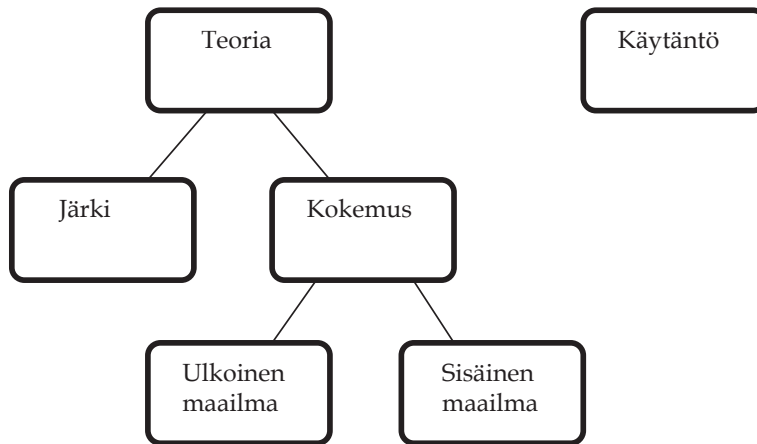 Teoria
Käytäntö
Järki
Kokemus
Ulkoinen
maailma
Sisäinen
maailma